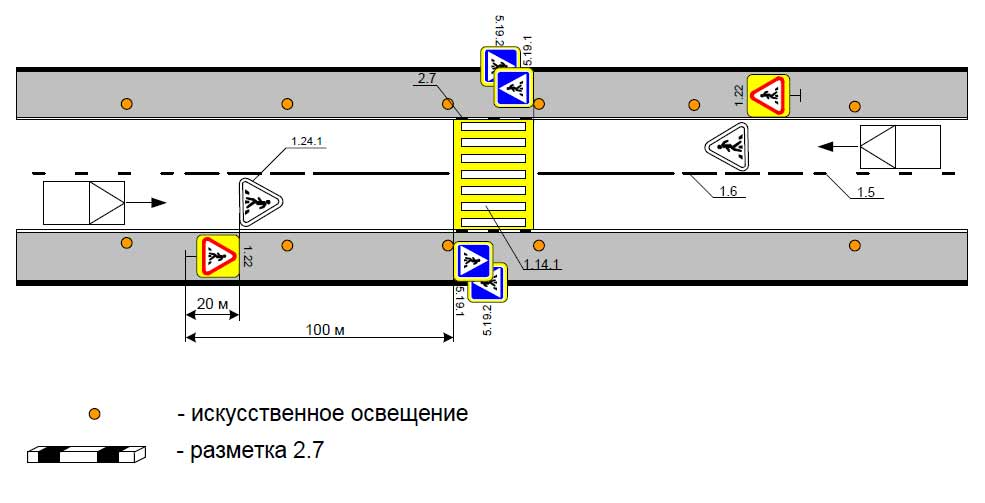 5.19.2
5.19.1
2.7
1.22
1.24.1
1.6
1.5
1.22
1.14.1
5.19.1
5.19.2
20 м
100 м
- искусственное освещение
- разметка 2.7